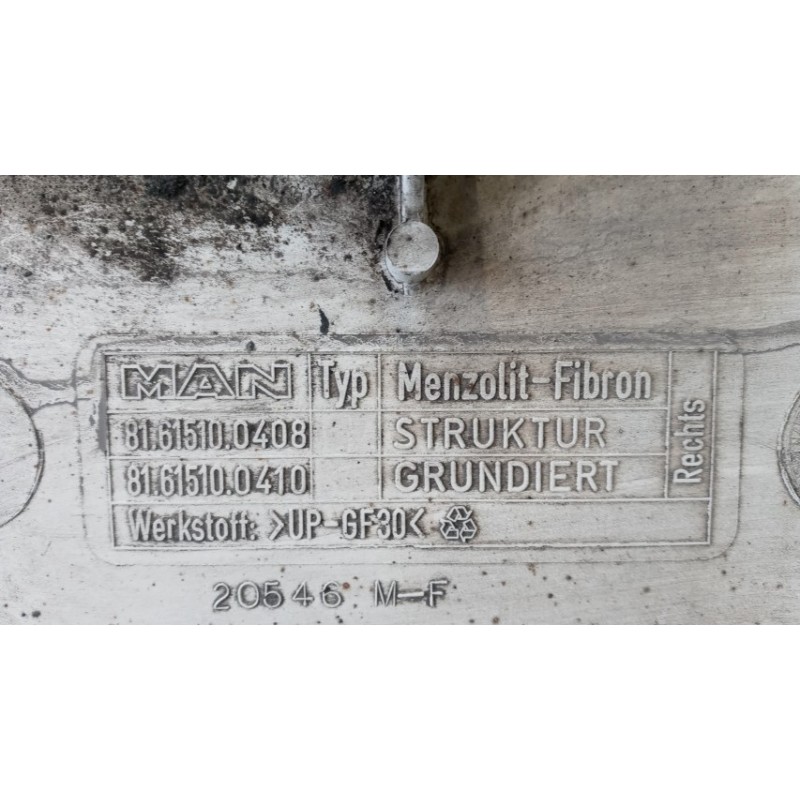 MAN Typ Menzolit-Fibron
81.61510.0408 STRUKTUR
81.61510.0410 GRUNDIERT
Rechts
Werkstoff: >UP-GF30<
20546 M-F